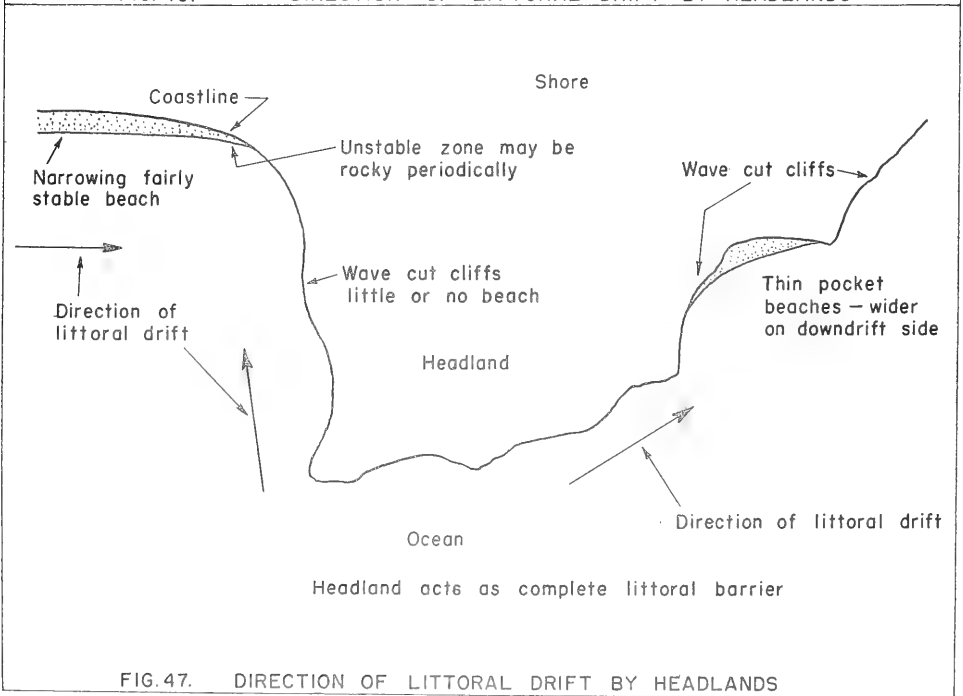 Shore
Coastline
Unstable zone may be
rocky periodically
Narrowing fairly
stable beach
Wave cut cliffs
Wave cut cliffs
little or no beach
Thin pocket
beaches — wider
on downdrift side
Direction of
littoral drift
Headland
Direction of littoral drift
Ocean
Headland acts as complete littoral barrier
FIG. 47. DIRECTION OF LITTORAL DRIFT BY HEADLANDS